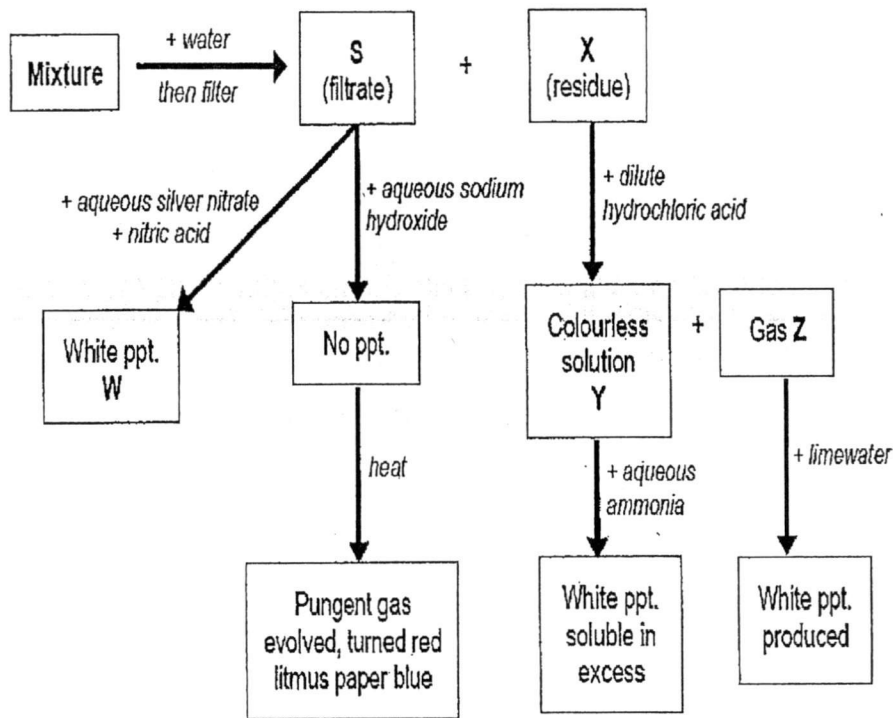 Mixture
+ water
then filter
S
(filtrate)
+
X
(residue)
+ aqueous silver nitrate
+ nitric acid
+ aqueous sodium
hydroxide
+ dilute
hydrochloric acid
White ppt.
W
No ppt.
Colourless
solution
Y
+
Gas Z
heat
+ aqueous
ammonia
+ limewater
Pungent gas
evolved, turned red
litmus paper blue
White ppt.
soluble in
excess
White ppt.
produced